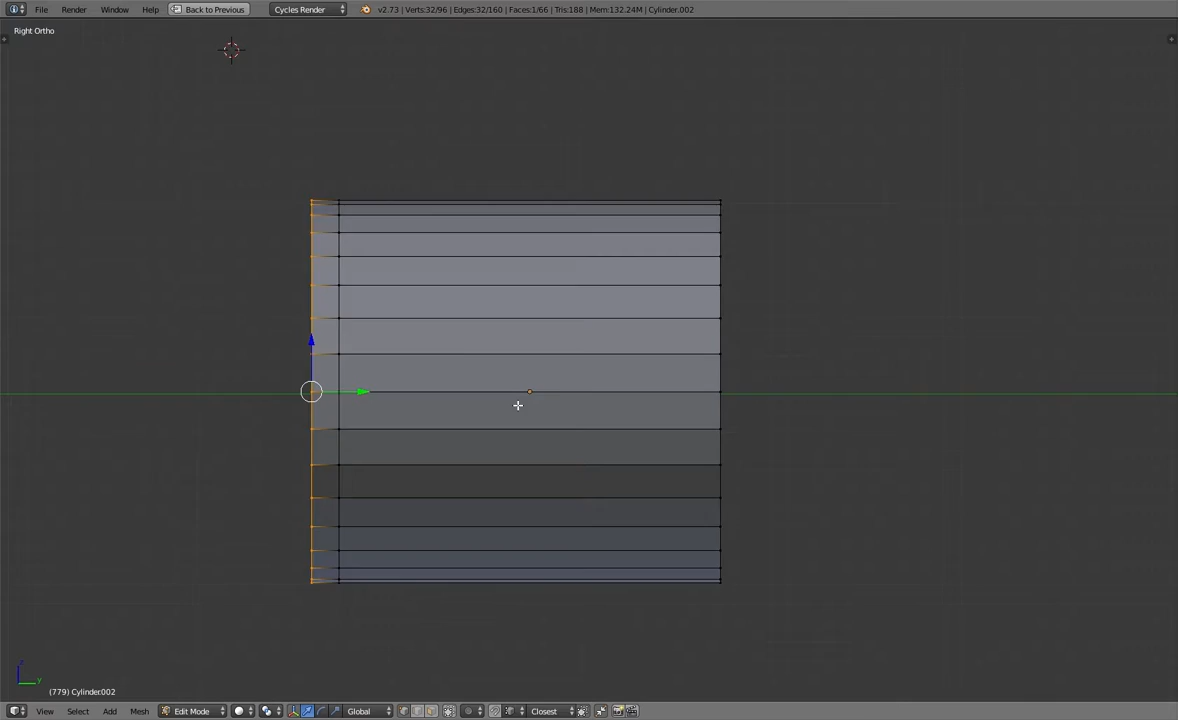 File Render Window Help Back to Previous Cycles Render v2.73 | Verts:32/96 | Edges:32/160 | Faces:1/66 | Tris:188 | Mem:132.24M | Cylinder.002
Right Ortho
z
y
(779) Cylinder.002
View Select Add Mesh Edit Mode Global Closest